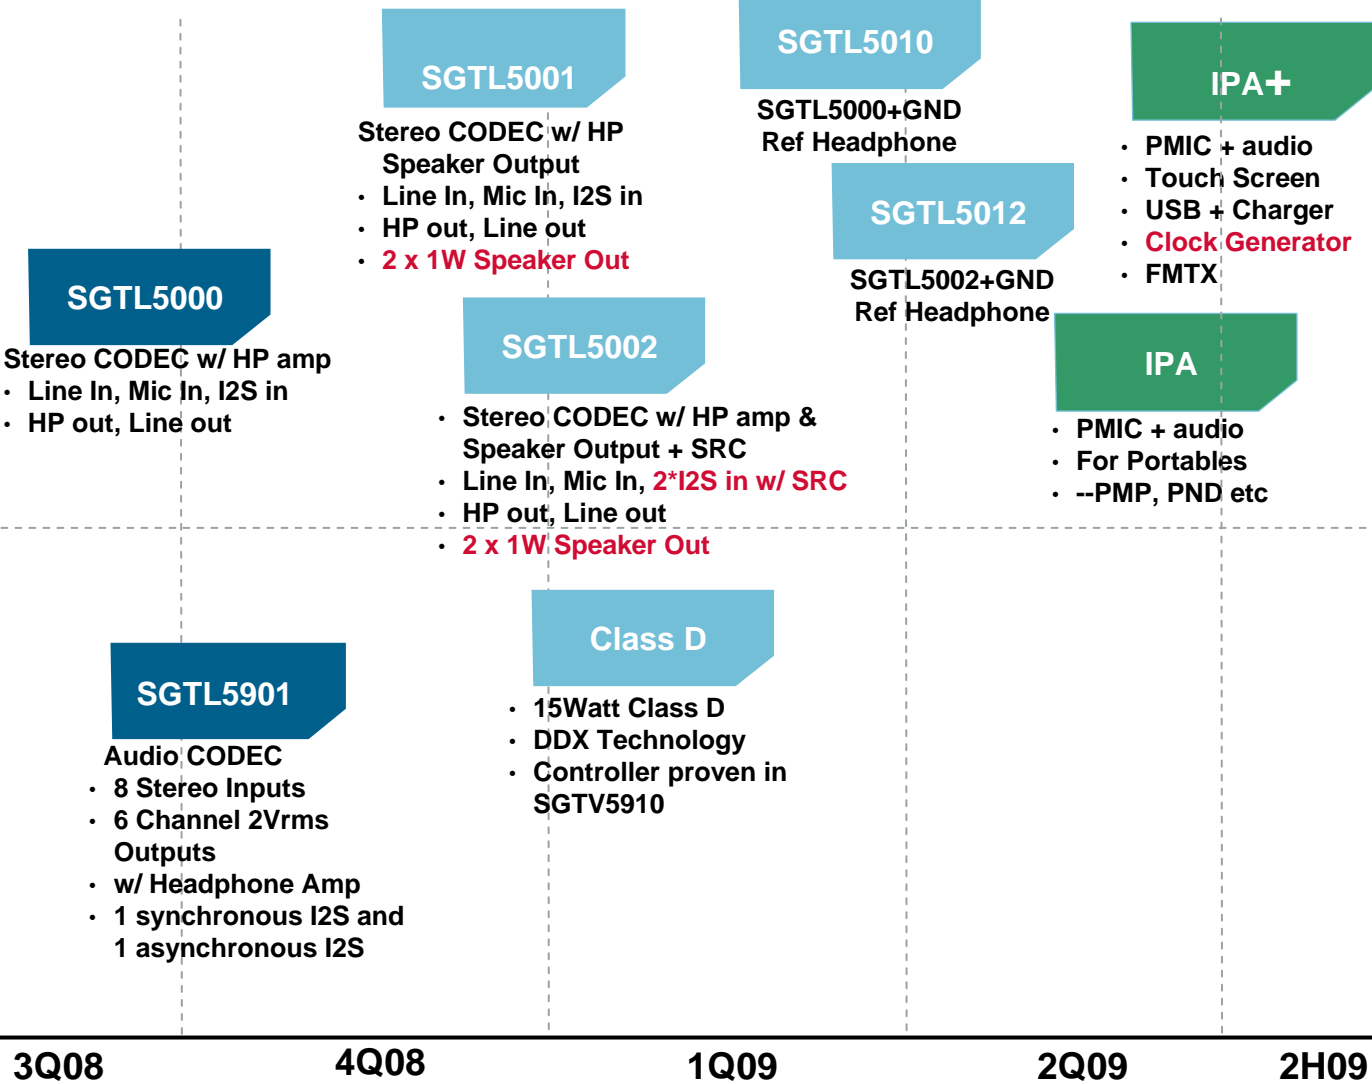 SGTL5001
Stereo CODEC w/ HP
Speaker Output
• Line In, Mic In, I2S in
• HP out, Line out
• 2 x 1W Speaker Out
SGTL5010
SGTL5000+GND
Ref Headphone
IPA+
• PMIC + audio
• Touch Screen
• USB + Charger
• Clock Generator
• FMTX
SGTL5012
SGTL5002+GND
Ref Headphone
SGTL5000
Stereo CODEC w/ HP amp
• Line In, Mic In, I2S in
• HP out, Line out
SGTL5002
• Stereo CODEC w/ HP amp &
Speaker Output + SRC
• Line In, Mic In, 2*I2S in w/ SRC
• HP out, Line out
• 2 x 1W Speaker Out
IPA
• PMIC + audio
• For Portables
• --PMP, PND etc
SGTL5901
Audio CODEC
• 8 Stereo Inputs
• 6 Channel 2Vrms
Outputs
• w/ Headphone Amp
• 1 synchronous I2S and
1 asynchronous I2S
Class D
• 15Watt Class D
• DDX Technology
• Controller proven in
SGTV5910
3Q08
4Q08
1Q09
2Q09
2H09